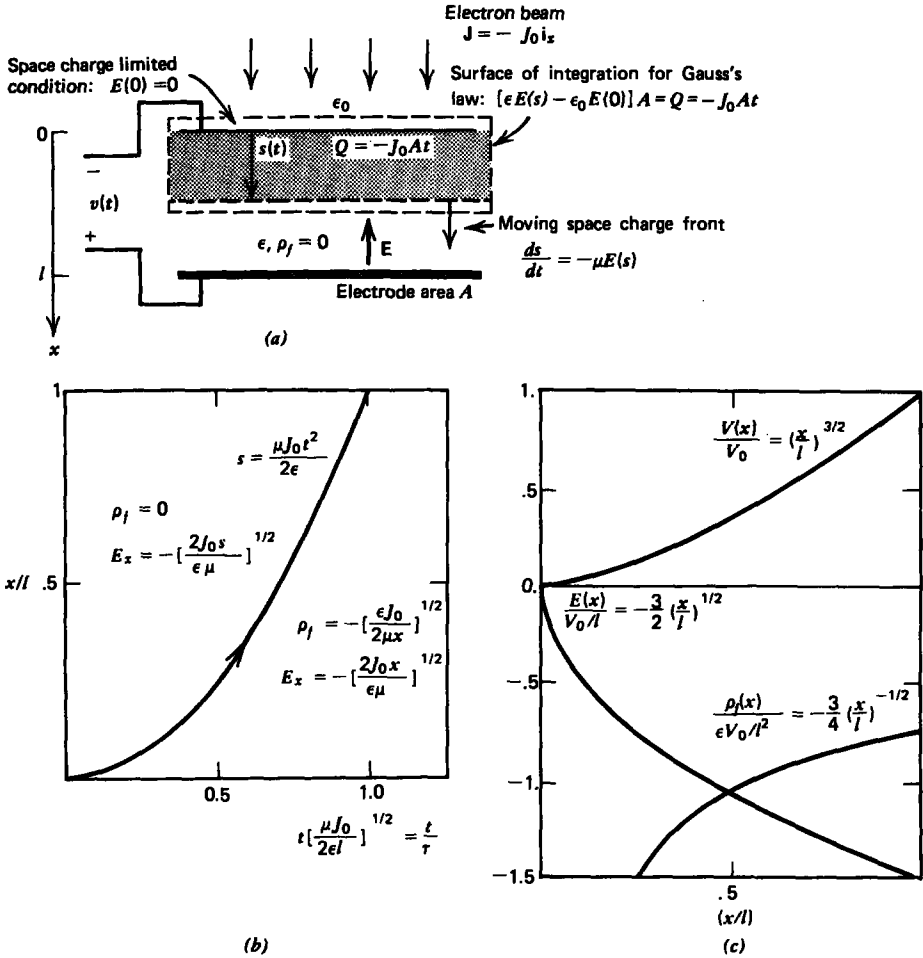 Electron beam
J = − J₀iₓ
Space charge limited
condition: E(0) = 0
Surface of integration for Gauss's
law: [εE(s) − ε₀E(0)] A = Q = − J₀At
ε₀
0
s(t)
Q = − J₀At
−
v(t)
+
ε, ρf = 0
E
Moving space charge front
ds/dt = −μE(s)
l
Electrode area A
x
(a)
1
s = μJ₀t²/2ε
ρf = 0
Eₓ = −[2J₀s/εμ]^1/2
x/l
.5
ρf = −[εJ₀/2μx]^1/2
Eₓ = −[2J₀x/εμ]^1/2
0.5
1.0
t[μJ₀/2εl]^1/2 = t/τ
(b)
1.
V(x)/V₀ = (x/l)^3/2
.5
0.
E(x)/V₀/l = −3/2 (x/l)^1/2
−.5
ρf(x)/εV₀/l² = −3/4 (x/l)^−1/2
−1.
−1.5
.5
(x/l)
(c)